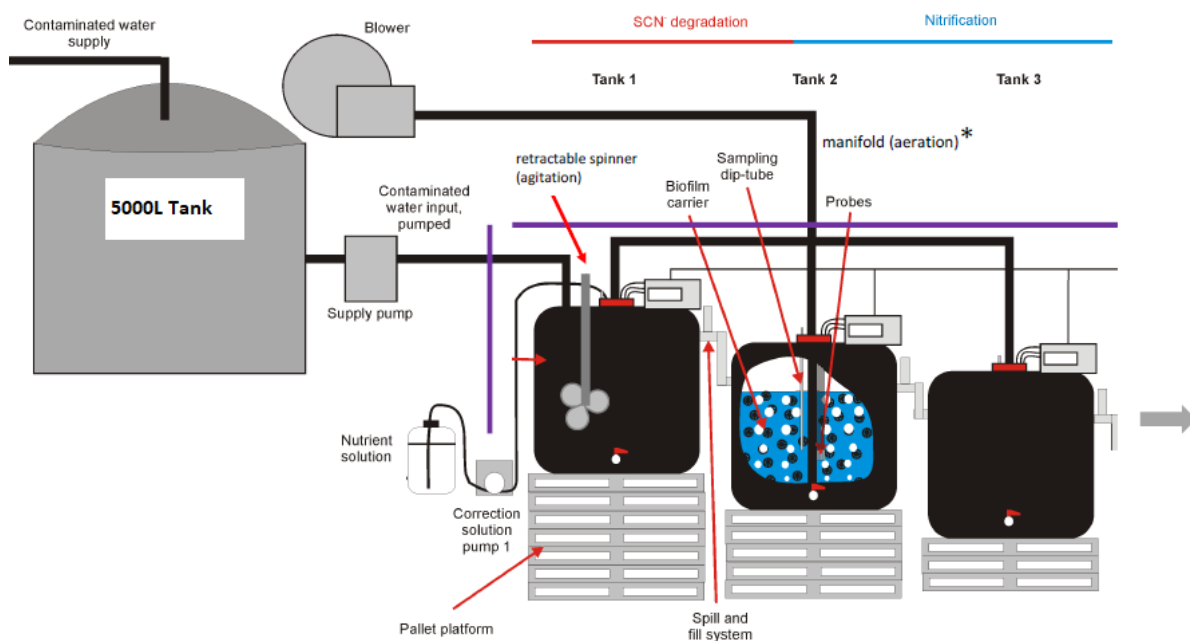 Contaminated water
supply
Blower
SCN⁻ degradation
Nitrification
Tank 1
Tank 2
Tank 3
5000L Tank
retractable spinner
(agitation)
manifold (aeration)*
Sampling
dip-tube
Biofilm
carrier
Probes
Contaminated
water input,
pumped
Supply pump
Nutrient
solution
Correction
solution
pump 1
Pallet platform
Spill and
fill system